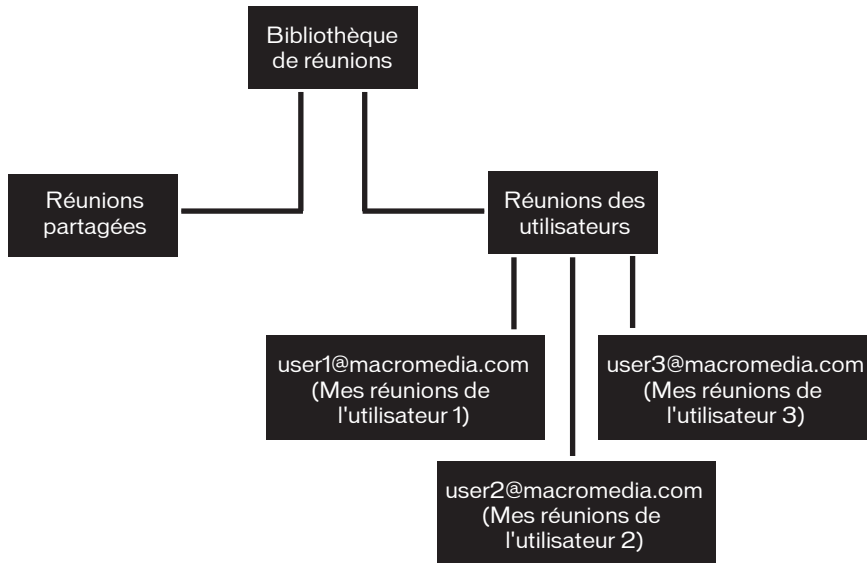 Bibliothèque
de réunions
Réunions
partagées
Réunions des
utilisateurs
user1@macromedia.com
(Mes réunions de
l'utilisateur 1)
user3@macromedia.com
(Mes réunions de
l'utilisateur 3)
user2@macromedia.com
(Mes réunions de
l'utilisateur 2)